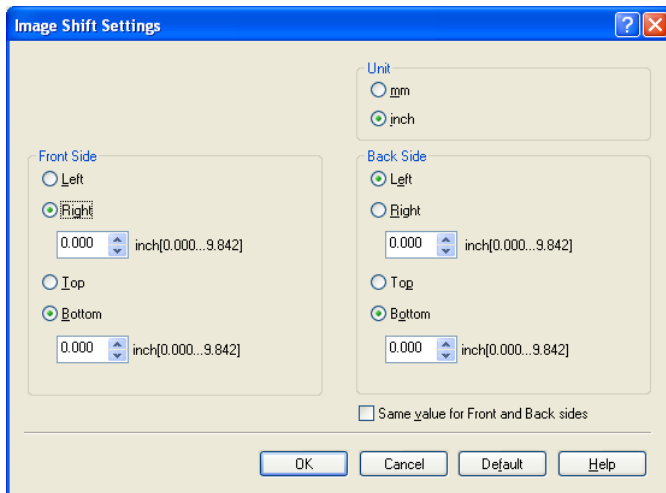 Image Shift Settings
Unit
mm
inch
Front Side
Left
Right
0.000 inch[0.000...9.842]
Top
Bottom
0.000 inch[0.000...9.842]
Back Side
Left
Right
0.000 inch[0.000...9.842]
Top
Bottom
0.000 inch[0.000...9.842]
Same value for Front and Back sides
OK Cancel Default Help